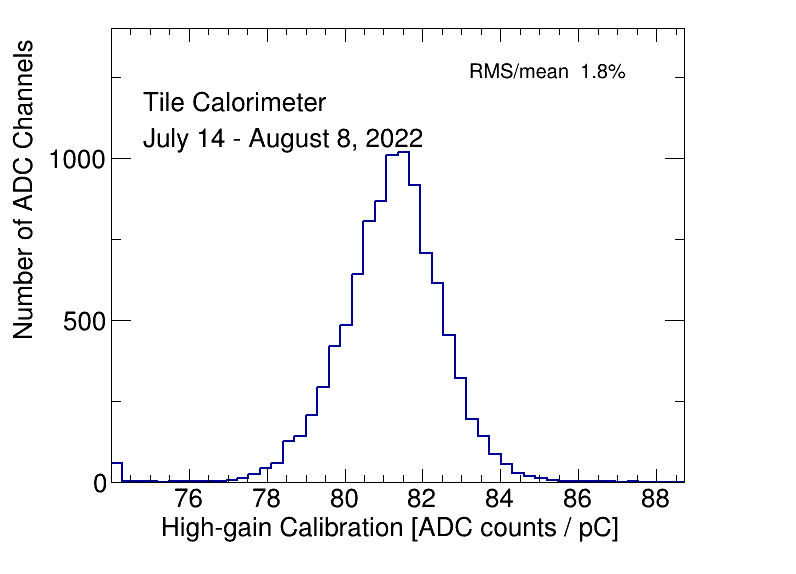 RMS/mean 1.8%
Tile Calorimeter
July 14 - August 8, 2022
Number of ADC Channels
1000
500
0
76 78 80 82 84 86 88
High-gain Calibration [ADC counts / pC]